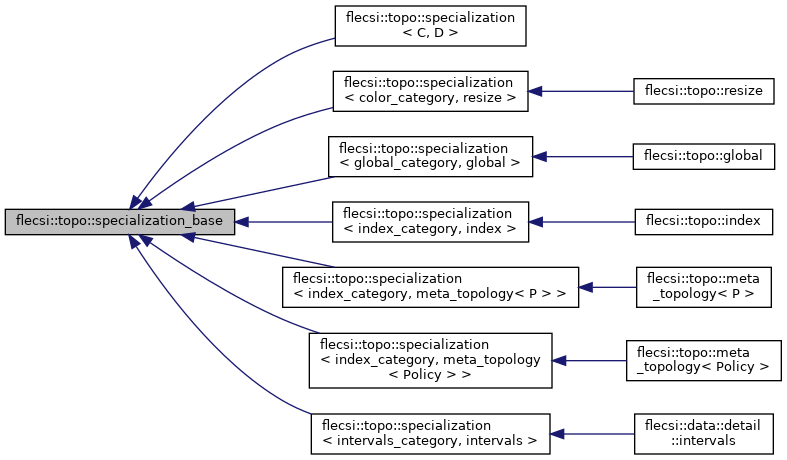 flecsi::topo::specialization
< C, D >
flecsi::topo::specialization
< color_category, resize >
flecsi::topo::resize
flecsi::topo::specialization
< global_category, global >
flecsi::topo::global
flecsi::topo::specialization_base
flecsi::topo::specialization
< index_category, index >
flecsi::topo::index
flecsi::topo::specialization
< index_category, meta_topology< P > >
flecsi::topo::meta
_topology< P >
flecsi::topo::specialization
< index_category, meta_topology
< Policy > >
flecsi::topo::meta
_topology< Policy >
flecsi::topo::specialization
< intervals_category, intervals >
flecsi::data::detail
::intervals